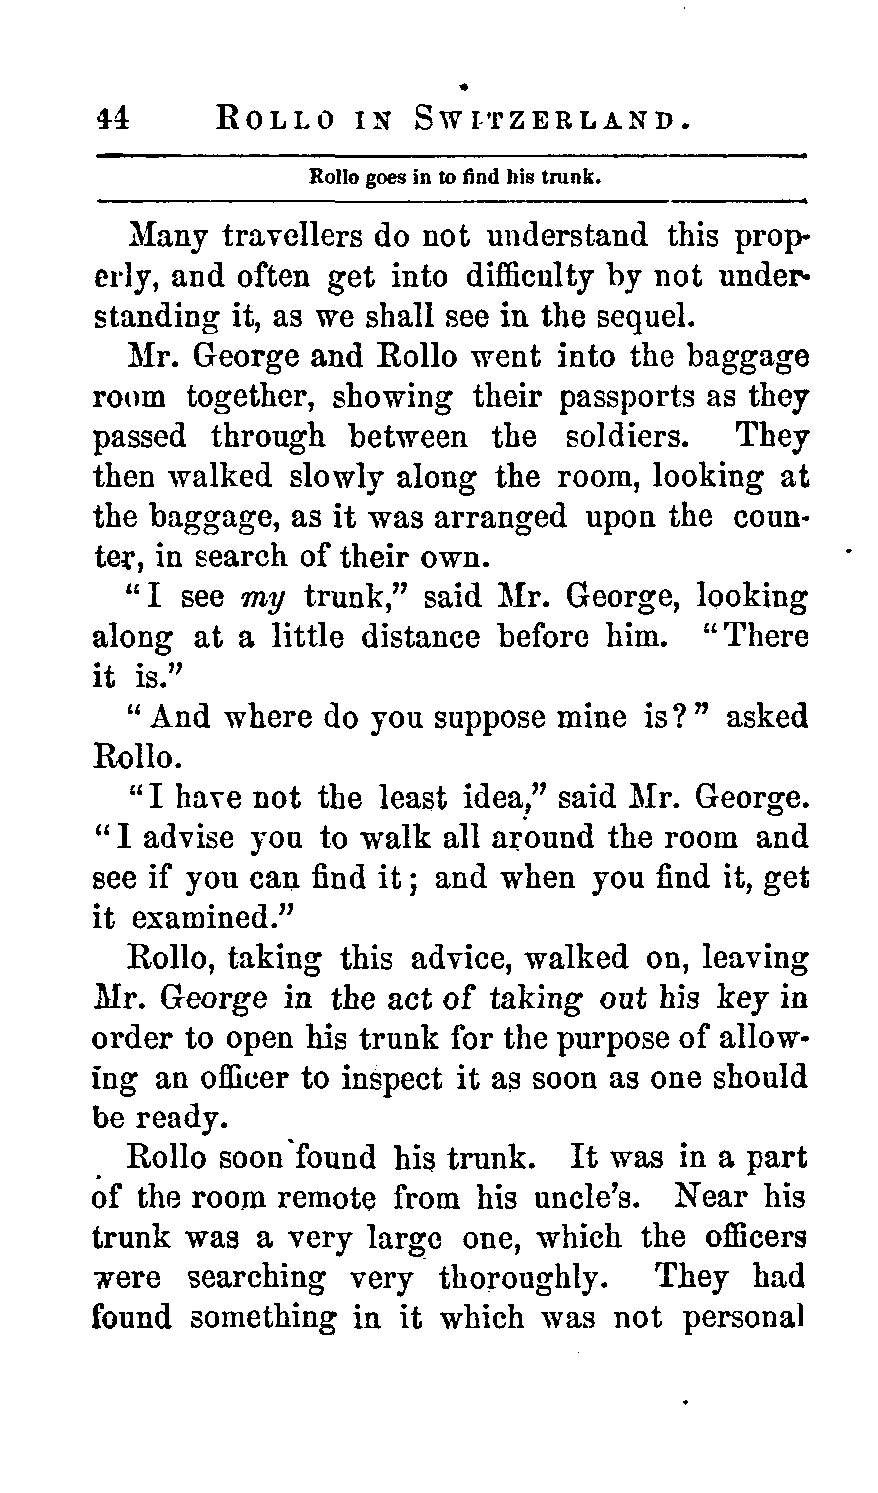 44 ROLLO IN SWITZERLAND.
Rollo goes in to find his trunk.
Many travellers do not understand this prop-
erly, and often get into difficulty by not under-
standing it, as we shall see in the sequel.
Mr. George and Rollo went into the baggage
room together, showing their passports as they
passed through between the soldiers. They
then walked slowly along the room, looking at
the baggage, as it was arranged upon the coun-
ter, in search of their own.
“I see my trunk,” said Mr. George, looking
along at a little distance before him. “There
it is.”
“And where do you suppose mine is?” asked
Rollo.
“I have not the least idea,” said Mr. George.
“I advise you to walk all around the room and
see if you can find it; and when you find it, get
it examined.”
Rollo, taking this advice, walked on, leaving
Mr. George in the act of taking out his key in
order to open his trunk for the purpose of allow-
ing an officer to inspect it as soon as one should
be ready.
Rollo soon found his trunk. It was in a part
of the room remote from his uncle’s. Near his
trunk was a very large one, which the officers
were searching very thoroughly. They had
found something in it which was not personal